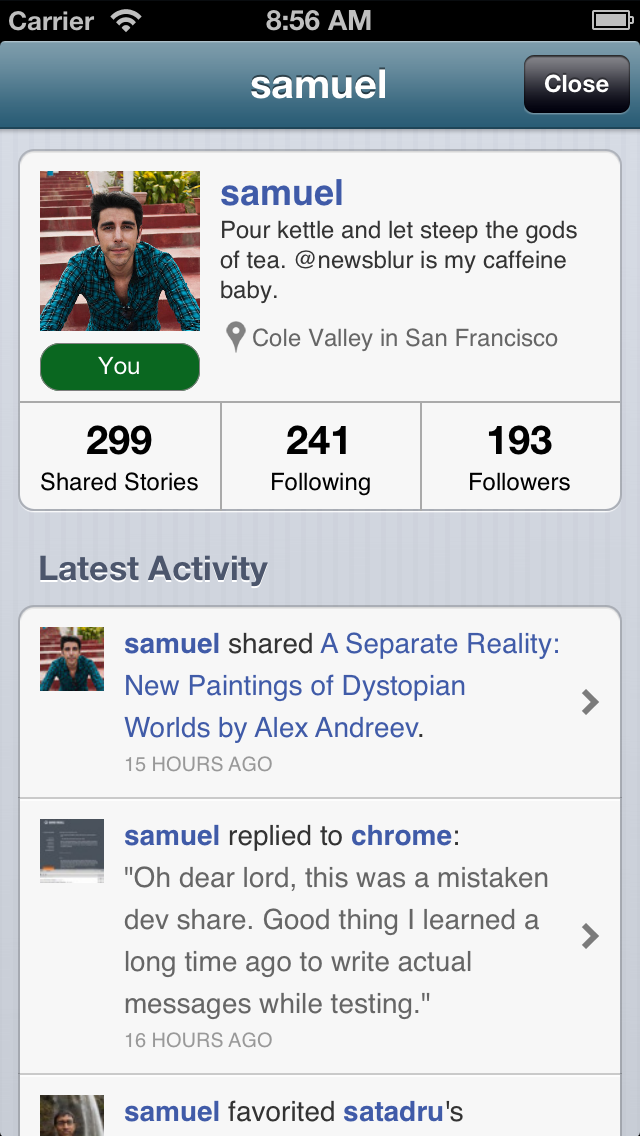 Carrier 8:56 AM
samuel
Close
samuel
Pour kettle and let steep the gods
of tea. @newsblur is my caffeine
baby.
Cole Valley in San Francisco
You
299
Shared Stories
241
Following
193
Followers
Latest Activity
samuel shared A Separate Reality:
New Paintings of Dystopian
Worlds by Alex Andreev.
15 HOURS AGO
samuel replied to chrome:
"Oh dear lord, this was a mistaken
dev share. Good thing I learned a
long time ago to write actual
messages while testing."
16 HOURS AGO
samuel favorited satadru's